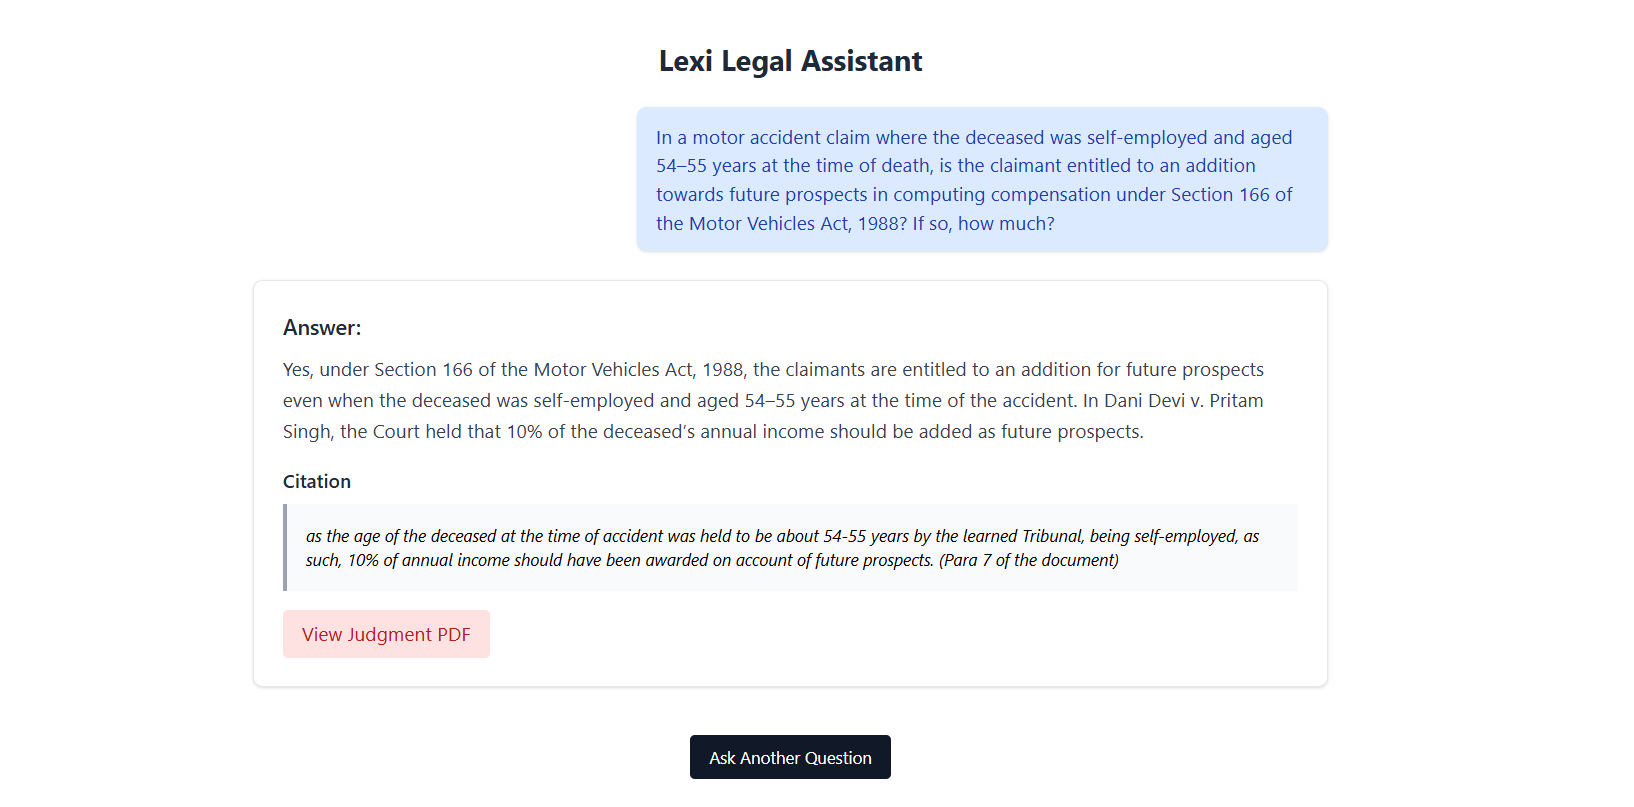 Lexi Legal Assistant
In a motor accident claim where the deceased was self-employed and aged
54–55 years at the time of death, is the claimant entitled to an addition
towards future prospects in computing compensation under Section 166 of
the Motor Vehicles Act, 1988? If so, how much?
Answer:
Yes, under Section 166 of the Motor Vehicles Act, 1988, the claimants are entitled to an addition for future prospects
even when the deceased was self-employed and aged 54–55 years at the time of the accident. In Dani Devi v. Pritam
Singh, the Court held that 10% of the deceased’s annual income should be added as future prospects.
Citation
as the age of the deceased at the time of accident was held to be about 54-55 years by the learned Tribunal, being self-employed, as
such, 10% of annual income should have been awarded on account of future prospects. (Para 7 of the document)
View Judgment PDF
Ask Another Question